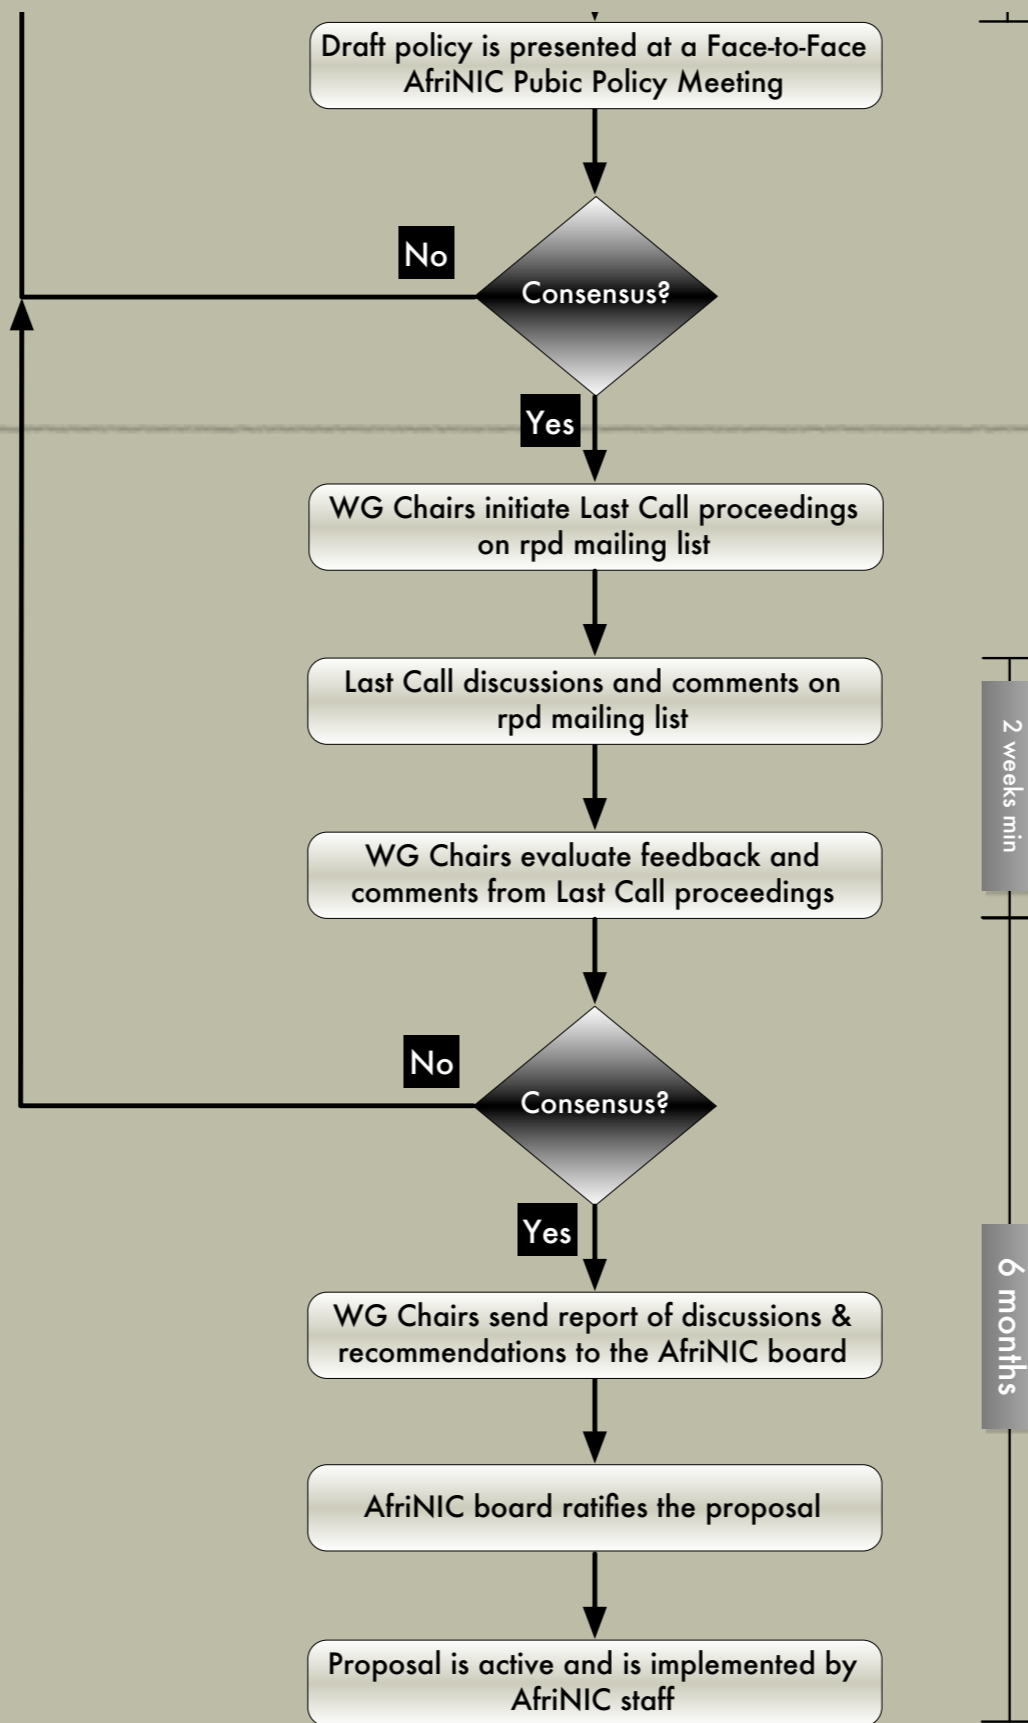 Draft policy is presented at a Face-to-Face
AfriNIC Pubic Policy Meeting
No
Consensus?
Yes
WG Chairs initiate Last Call proceedings
on rpd mailing list
Last Call discussions and comments on
rpd mailing list
2 weeks min
WG Chairs evaluate feedback and
comments from Last Call proceedings
No
Consensus?
Yes
6 months
WG Chairs send report of discussions &
recommendations to the AfriNIC board
AfriNIC board ratifies the proposal
Proposal is active and is implemented by
AfriNIC staff